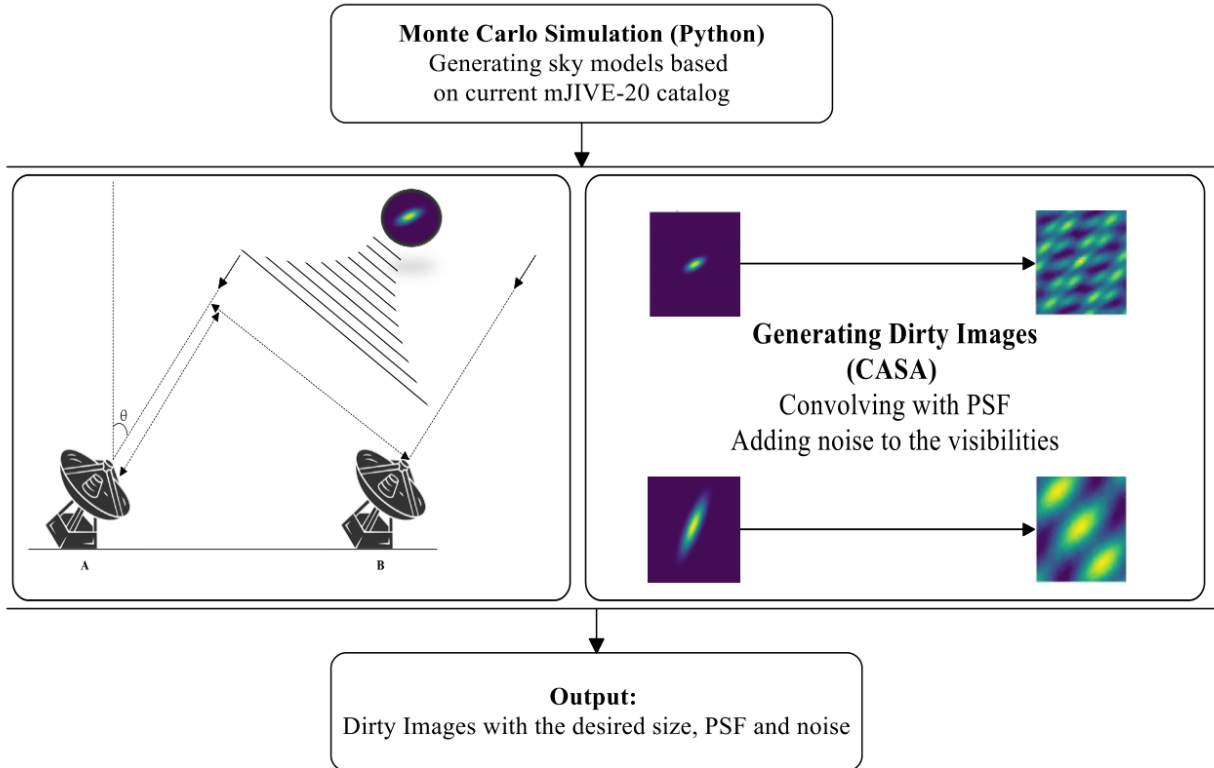 Monte Carlo Simulation (Python)
Generating sky models based
on current mJIVE-20 catalog
θ
A
B
Generating Dirty Images
(CASA)
Convolving with PSF
Adding noise to the visibilities
Output:
Dirty Images with the desired size, PSF and noise